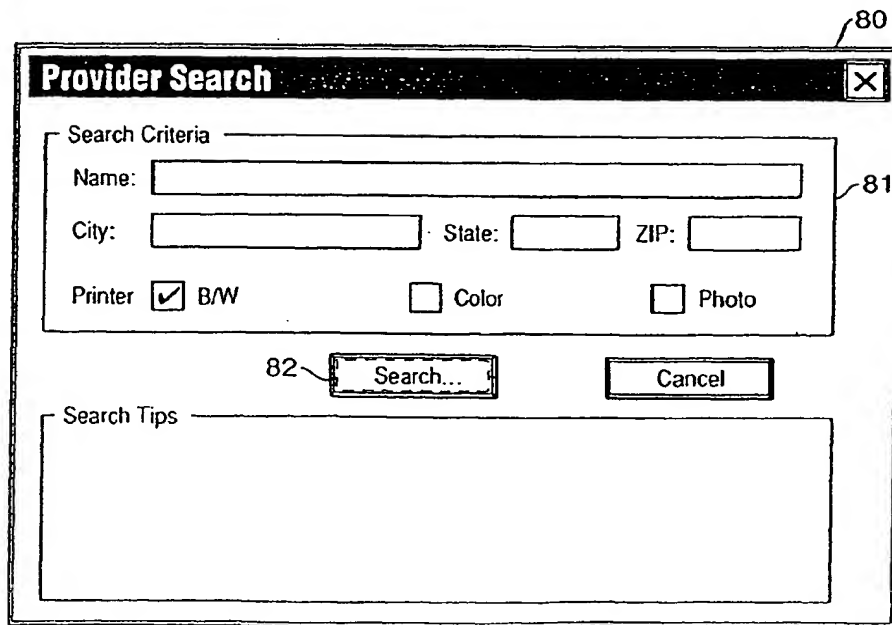 80
Provider Search
Search Criteria
Name:
81
City: State: ZIP:
Printer B/W Color Photo
82 Search... Cancel
Search Tips